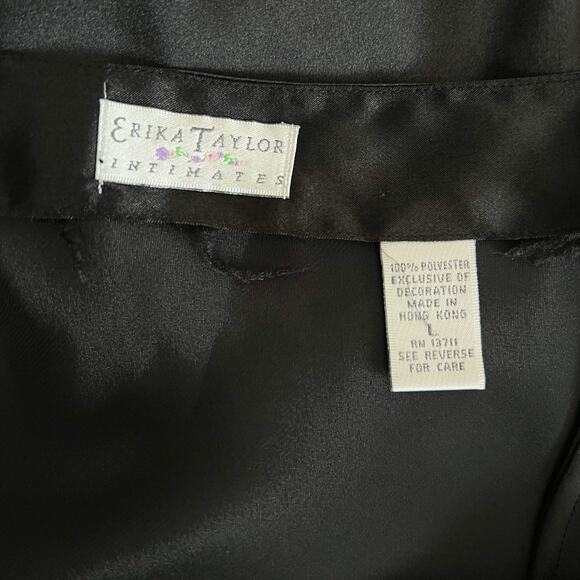 ERIKA TAYLOR
INTIMATES
100% POLYESTER
EXCLUSIVE OF
DECORATION
MADE IN
HONG KONG
L
RN 13711
SEE REVERSE
FOR CARE